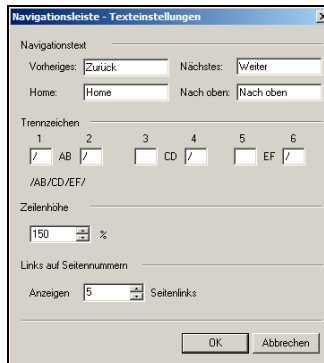 Navigationsleiste - Texteinstellungen
Navigationstext
Vorheriges: Zurück Nächstes: Weiter
Home: Home Nach oben: Nach oben
Trennzeichen
1 2 3 4 5 6
/ AB / CD / EF /
/AB/CD/EF/
Zeilenhöhe
150 %
Links auf Seitennummern
Anzeigen 5 Seitenlinks
OK Abbrechen